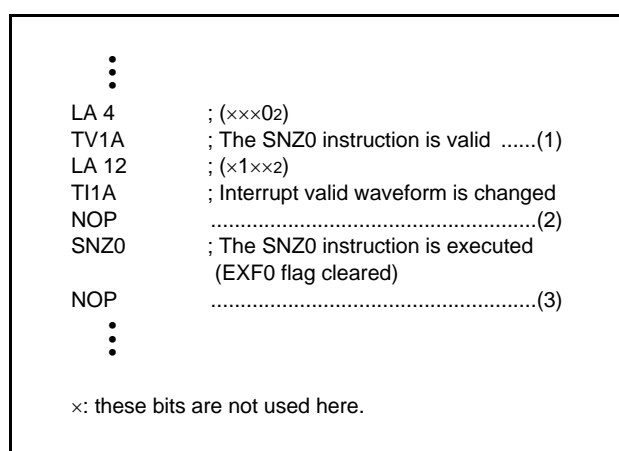 LA 4 ; (×××02)
TV1A ; The SNZ0 instruction is valid ......(1)
LA 12 ; (×1××2)
TI1A ; Interrupt valid waveform is changed
NOP ........................................................(2)
SNZ0 ; The SNZ0 instruction is executed
(EXF0 flag cleared)
NOP ........................................................(3)
×: these bits are not used here.